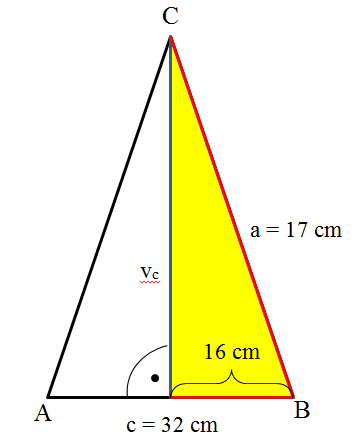 C
a = 17 cm
vc
16 cm
A
B
c = 32 cm